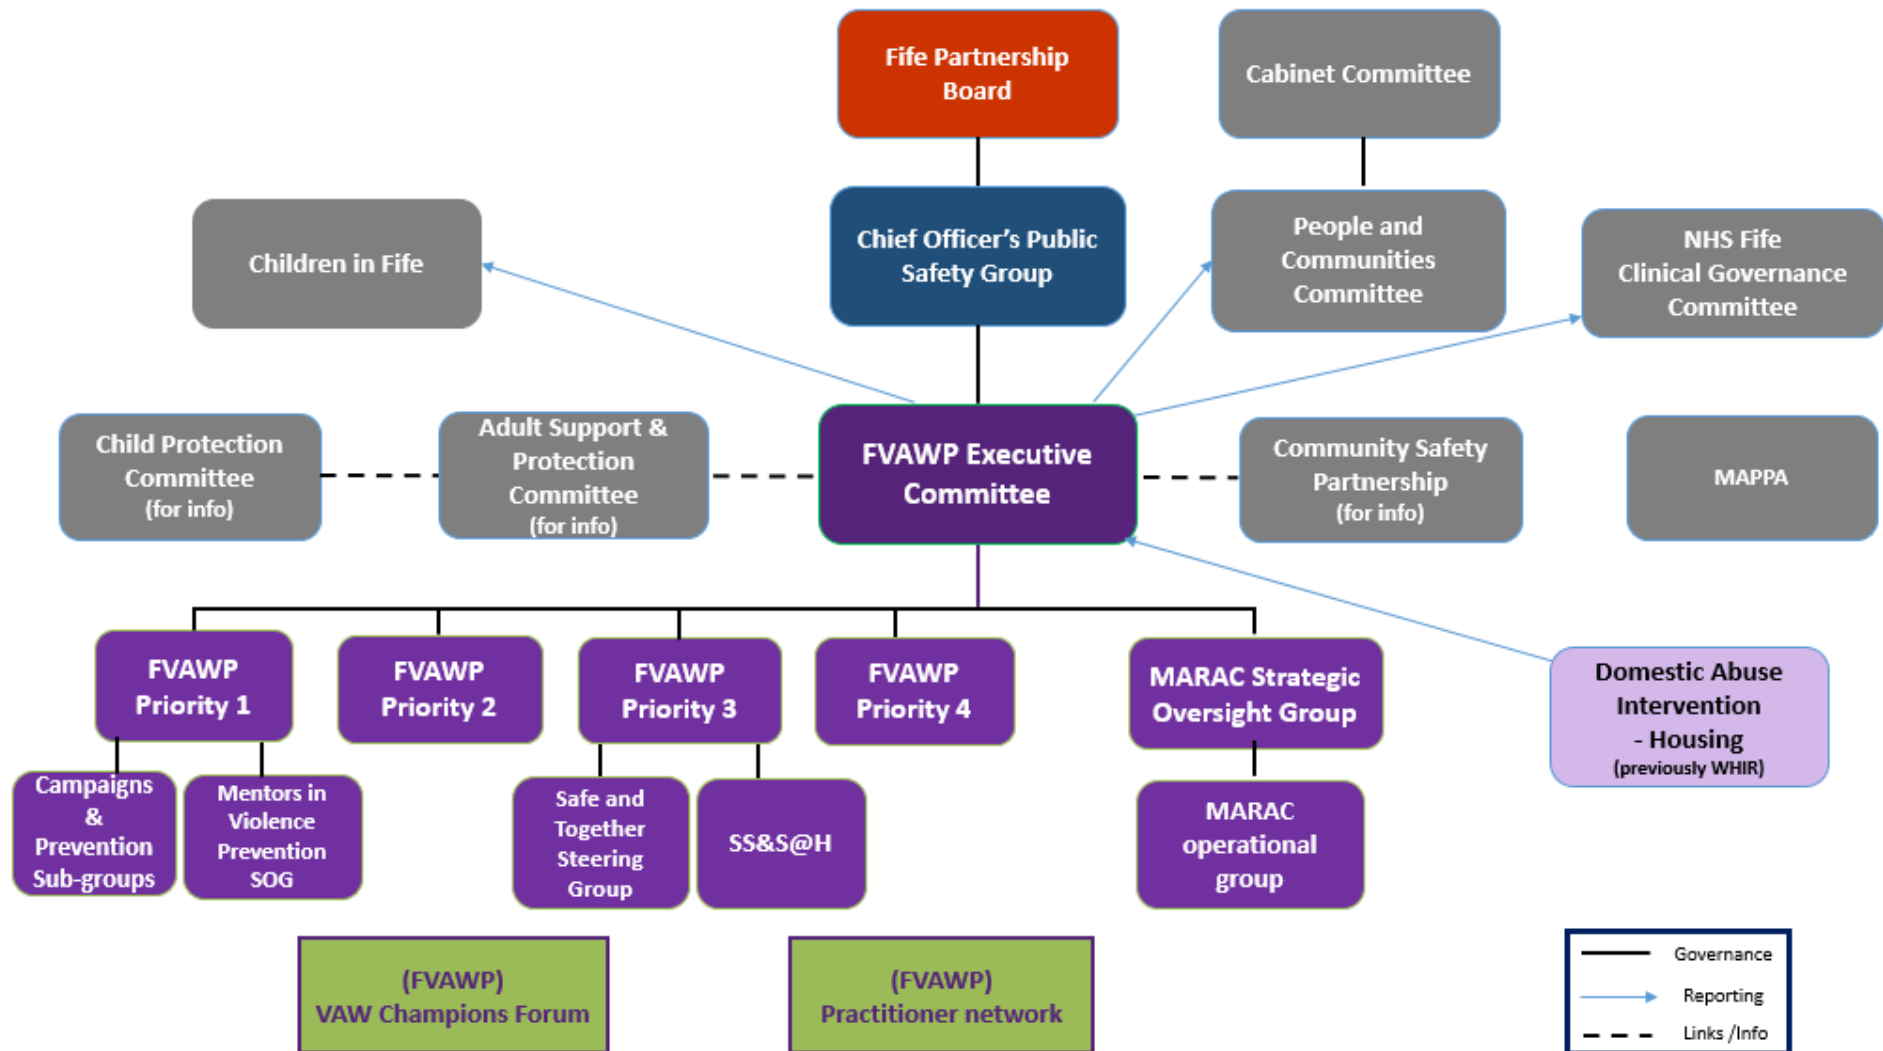 Fife Partnership
Board
Cabinet Committee
Children in Fife
Chief Officer's Public
Safety Group
People and
Communities
Committee
NHS Fife
Clinical Governance
Committee
Child Protection
Committee
(for info)
Adult Support &
Protection
Committee
(for info)
FVAWP Executive
Committee
Community Safety
Partnership
(for info)
MAPPA
FVAWP
Priority 1
FVAWP
Priority 2
FVAWP
Priority 3
FVAWP
Priority 4
MARAC Strategic
Oversight Group
Domestic Abuse
Intervention
- Housing
(previously WHIR)
Campaigns
&
Prevention
Sub-groups
Mentors in
Violence
Prevention
SOG
Safe and
Together
Steering
Group
SS&S@H
MARAC
operational
group
(FVAWP)
VAW Champions Forum
(FVAWP)
Practitioner network
Governance
Reporting
Links /Info